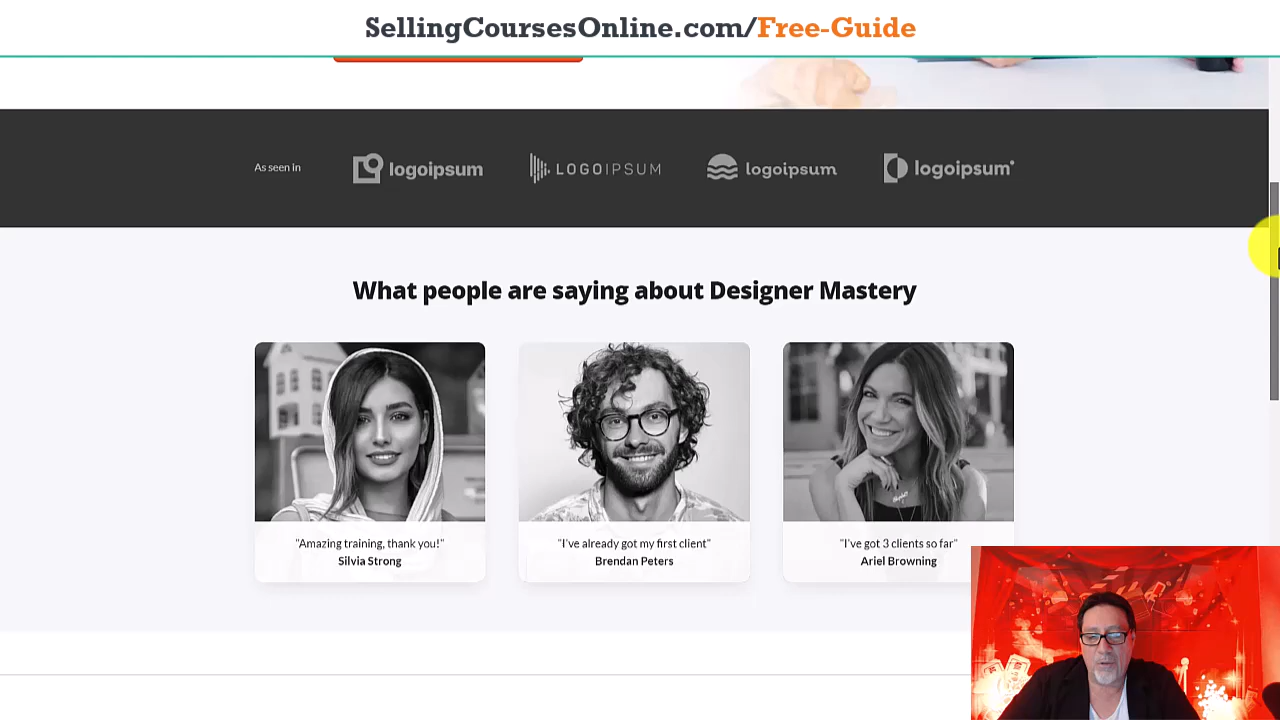 SellingCoursesOnline.com/Free-Guide
As seen in
logoipsum
LOGOIPSUM
logoipsum
logoipsum
What people are saying about Designer Mastery
"Amazing training, thank you!"
Silvia Strong
"I've already got my first client"
Brendan Peters
"I've got 3 clients so far"
Ariel Browning